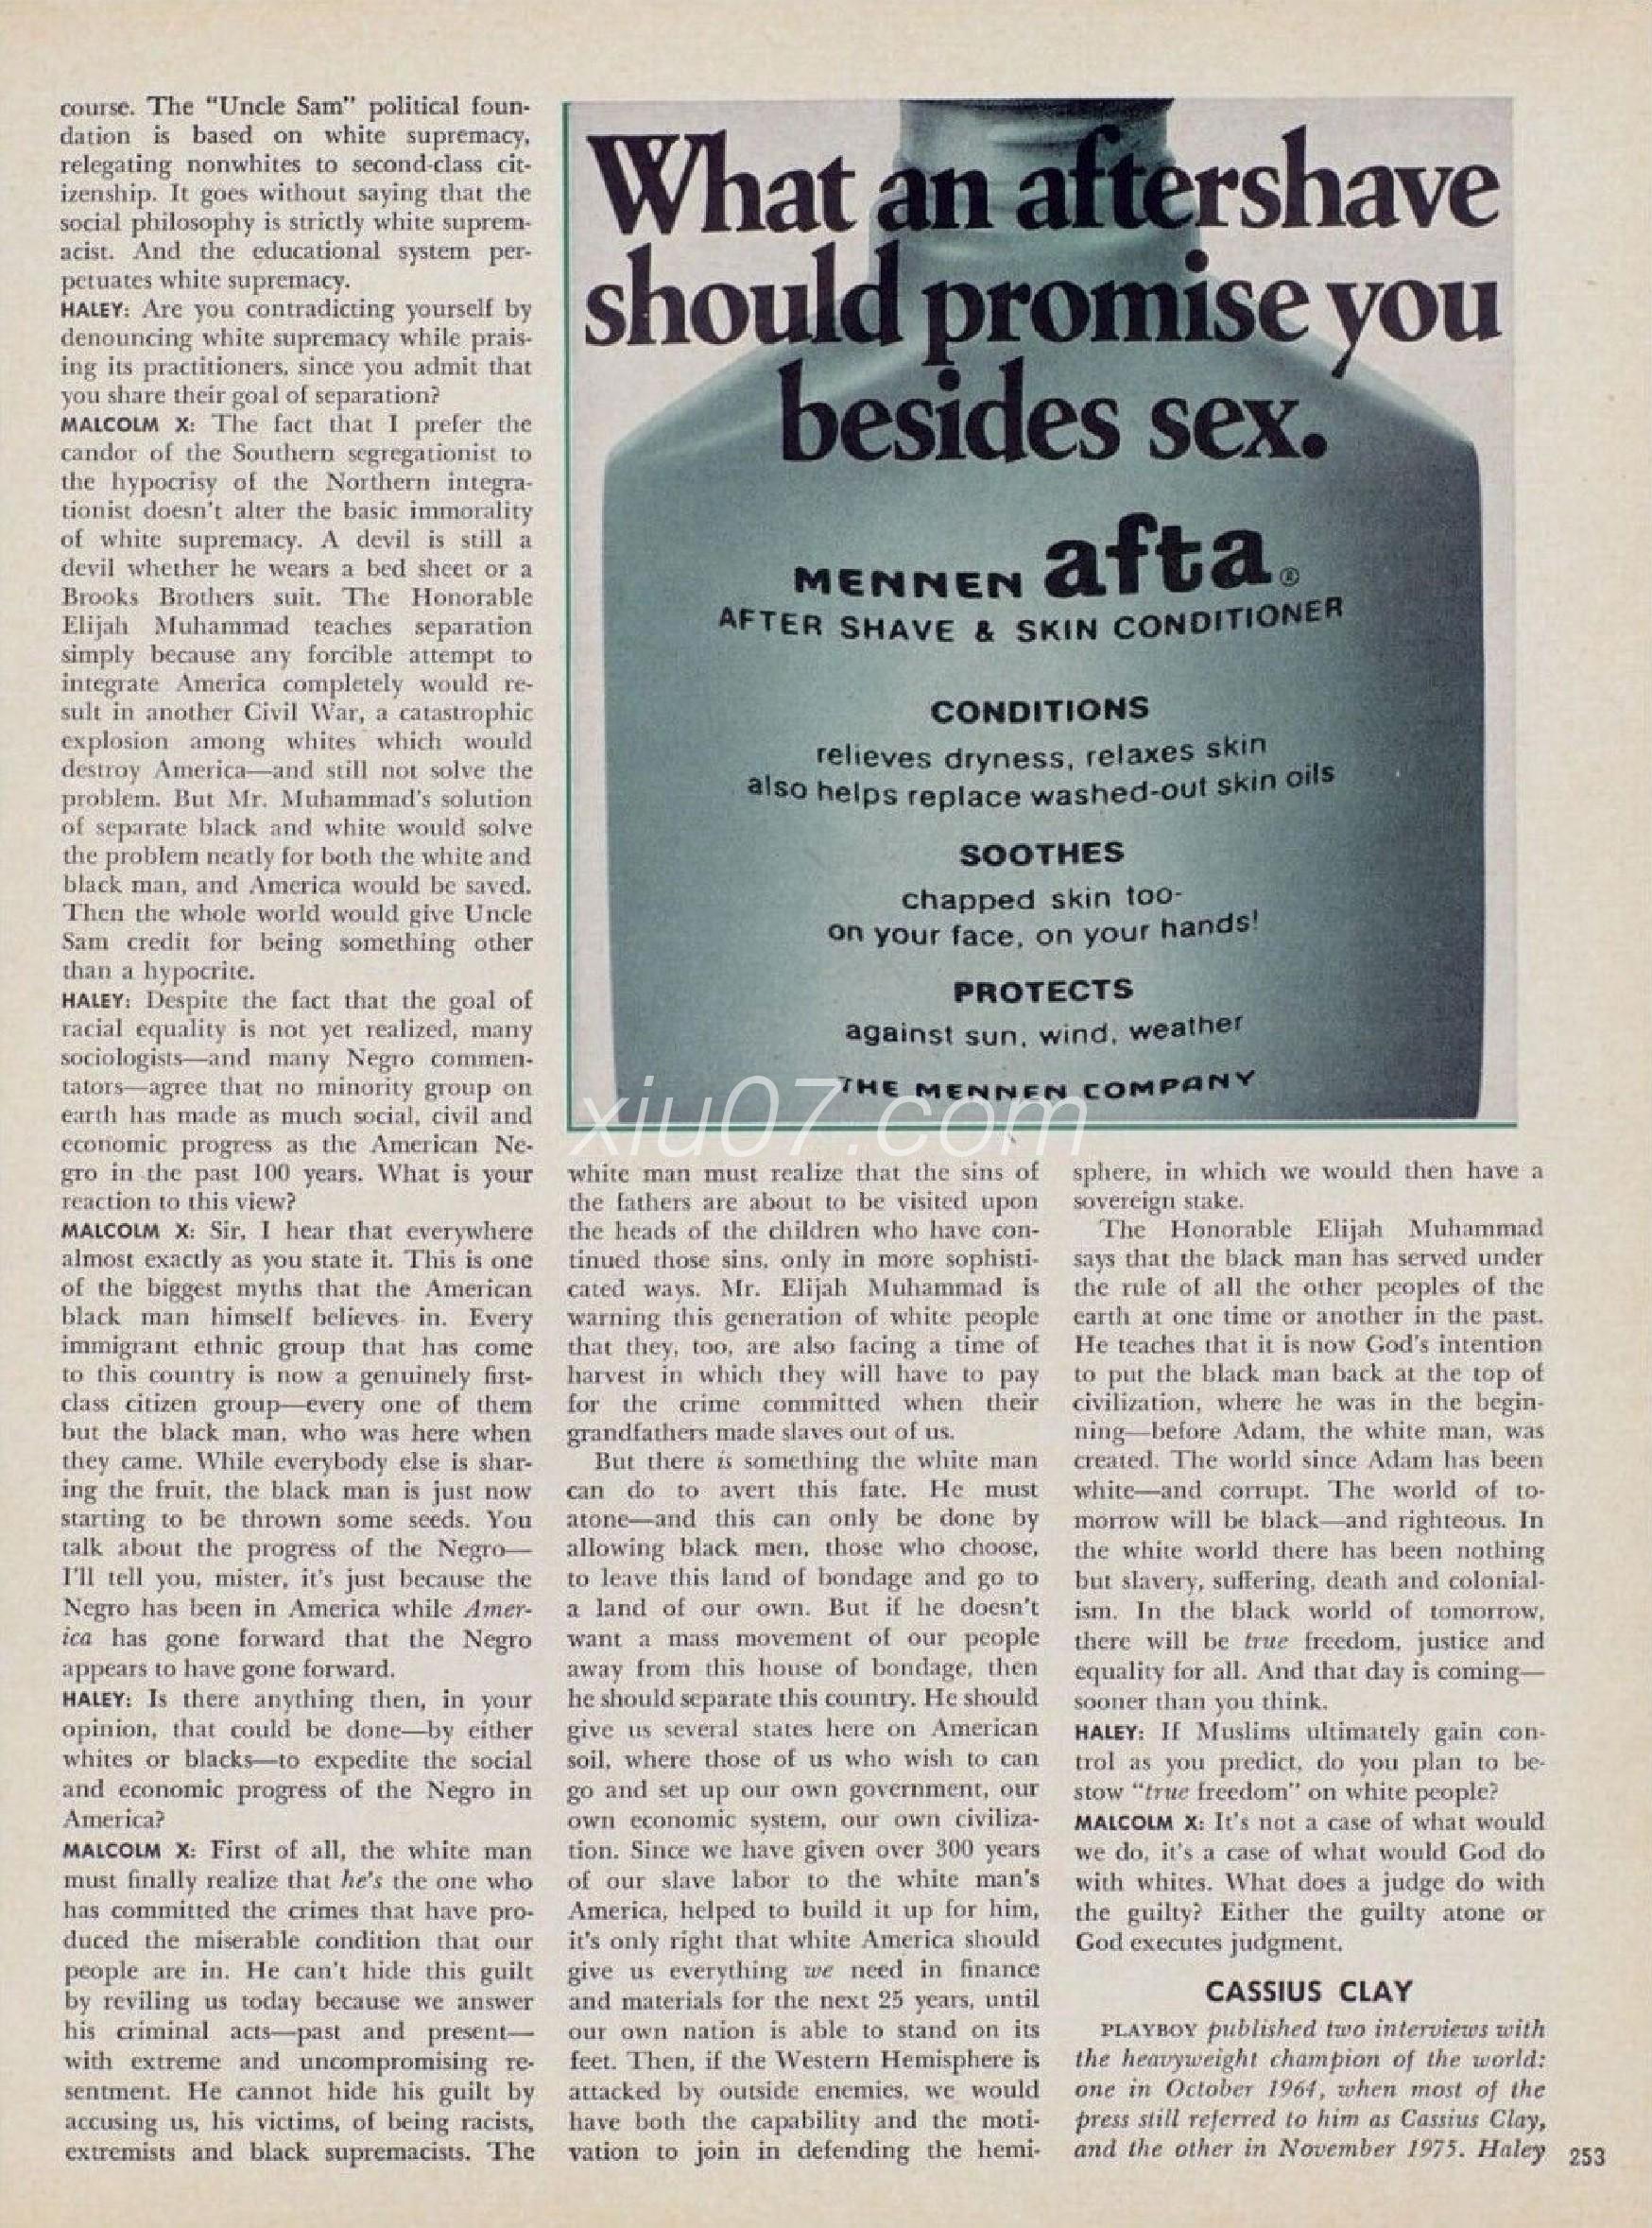 course. The "Uncle Sam" political foun-
dation is based on white supremacy,
relegating nonwhites to second-class cit-
izenship. It goes without saying that the
social philosophy is strictly white suprem-
acist. And the educational system per-
petuates white supremacy.
HALEY: Are you contradicting yourself by
denouncing white supremacy while prais-
ing its practitioners, since you admit that
you share their goal of separation?
MALCOLM X: The fact that I prefer the
candor of the Southern segregationist to
the hypocrisy of the Northern integra-
tionist doesn't alter the basic immorality
of white supremacy. A devil is still a
devil whether he wears a bed sheet or a
Brooks Brothers suit. The Honorable
Elijah Muhammad teaches separation
simply because any forcible attempt to
integrate America completely would re-
sult in another Civil War, a catastrophic
explosion among whites which would
destroy America—and still not solve the
problem. But Mr. Muhammad's solution
of separate black and white would solve
the problem neatly for both the white and
black man, and America would be saved.
Then the whole world would give Uncle
Sam credit for being something other
than a hypocrite.
HALEY: Despite the fact that the goal of
racial equality is not yet realized, many
sociologists—and many Negro commen-
tators—agree that no minority group on
earth has made as much social, civil and
economic progress as the American Ne-
gro in the past 100 years. What is your
reaction to this view?
MALCOLM X: Sir, I hear that everywhere
almost exactly as you state it. This is one
of the biggest myths that the American
black man himself believes in. Every
immigrant ethnic group that has come
to this country is now a genuinely first-
class citizen group—every one of them
but the black man, who was here when
they came. While everybody else is shar-
ing the fruit, the black man is just now
starting to be thrown some seeds. You
talk about the progress of the Negro—
I'll tell you, mister, it's just because the
Negro has been in America while Amer-
ica has gone forward that the Negro
appears to have gone forward.
HALEY: Is there anything then, in your
opinion, that could be done—by either
whites or blacks—to expedite the social
and economic progress of the Negro in
America?
MALCOLM X: First of all, the white man
must finally realize that he's the one who
has committed the crimes that have pro-
duced the miserable condition that our
people are in. He can't hide this guilt
by reviling us today because we answer
his criminal acts—past and present—
with extreme and uncompromising re-
sentment. He cannot hide his guilt by
accusing us, his victims, of being racists,
extremists and black supremacists. The
What an aftershave
should promise you
besides sex.
MENNEN afta®
AFTER SHAVE & SKIN CONDITIONER
CONDITIONS
relieves dryness, relaxes skin
also helps replace washed-out skin oils
SOOTHES
chapped skin too-
on your face, on your hands!
PROTECTS
against sun, wind, weather
THE MENNEN COMPANY
xiu07.com
white man must realize that the sins of
the fathers are about to be visited upon
the heads of the children who have con-
tinued those sins, only in more sophisti-
cated ways. Mr. Elijah Muhammad is
warning this generation of white people
that they, too, are also facing a time of
harvest in which they will have to pay
for the crime committed when their
grandfathers made slaves out of us.
But there is something the white man
can do to avert this fate. He must
atone—and this can only be done by
allowing black men, those who choose,
to leave this land of bondage and go to
a land of our own. But if he doesn't
want a mass movement of our people
away from this house of bondage, then
he should separate this country. He should
give us several states here on American
soil, where those of us who wish to can
go and set up our own government, our
own economic system, our own civiliza-
tion. Since we have given over 300 years
of our slave labor to the white man's
America, helped to build it up for him,
it's only right that white America should
give us everything we need in finance
and materials for the next 25 years, until
our own nation is able to stand on its
feet. Then, if the Western Hemisphere is
attacked by outside enemies, we would
have both the capability and the moti-
vation to join in defending the hemi-
sphere, in which we would then have a
sovereign stake.
The Honorable Elijah Muhammad
says that the black man has served under
the rule of all the other peoples of the
earth at one time or another in the past.
He teaches that it is now God's intention
to put the black man back at the top of
civilization, where he was in the begin-
ning—before Adam, the white man, was
created. The world since Adam has been
white—and corrupt. The world of to-
morrow will be black—and righteous. In
the white world there has been nothing
but slavery, suffering, death and colonial-
ism. In the black world of tomorrow,
there will be true freedom, justice and
equality for all. And that day is coming—
sooner than you think.
HALEY: If Muslims ultimately gain con-
trol as you predict, do you plan to be-
stow "true freedom" on white people?
MALCOLM X: It's not a case of what would
we do, it's a case of what would God do
with whites. What does a judge do with
the guilty? Either the guilty atone or
God executes judgment.
CASSIUS CLAY
PLAYBOY published two interviews with
the heavyweight champion of the world:
one in October 1964, when most of the
press still referred to him as Cassius Clay,
and the other in November 1975. Haley
253